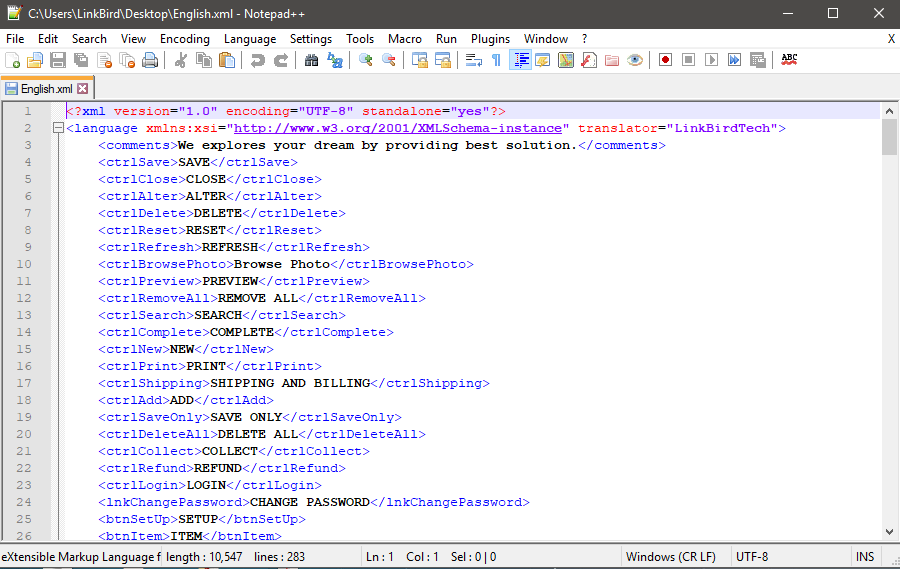 C:\Users\LinkBird\Desktop\English.xml - Notepad++
File Edit Search View Encoding Language Settings Tools Macro Run Plugins Window ? X
ABC
English.xml
1 <?xml version="1.0" encoding="UTF-8" standalone="yes"?>
2 <language xmlns:xsi="http://www.w3.org/2001/XMLSchema-instance" translator="LinkBirdTech">
3 <comments>We explores your dream by providing best solution.</comments>
4 <ctrlSave>SAVE</ctrlSave>
5 <ctrlClose>CLOSE</ctrlClose>
6 <ctrlAlter>ALTER</ctrlAlter>
7 <ctrlDelete>DELETE</ctrlDelete>
8 <ctrlReset>RESET</ctrlReset>
9 <ctrlRefresh>REFRESH</ctrlRefresh>
10 <ctrlBrowsePhoto>Browse Photo</ctrlBrowsePhoto>
11 <ctrlPreview>PREVIEW</ctrlPreview>
12 <ctrlRemoveAll>REMOVE ALL</ctrlRemoveAll>
13 <ctrlSearch>SEARCH</ctrlSearch>
14 <ctrlComplete>COMPLETE</ctrlComplete>
15 <ctrlNew>NEW</ctrlNew>
16 <ctrlPrint>PRINT</ctrlPrint>
17 <ctrlShipping>SHIPPING AND BILLING</ctrlShipping>
18 <ctrlAdd>ADD</ctrlAdd>
19 <ctrlSaveOnly>SAVE ONLY</ctrlSaveOnly>
20 <ctrlDeleteAll>DELETE ALL</ctrlDeleteAll>
21 <ctrlCollect>COLLECT</ctrlCollect>
22 <ctrlRefund>REFUND</ctrlRefund>
23 <ctrlLogin>LOGIN</ctrlLogin>
24 <lnkChangePassword>CHANGE PASSWORD</lnkChangePassword>
25 <btnSetUp>SETUP</btnSetUp>
26 <btnItem>ITEM</btnItem>
eXtensible Markup Language f length : 10,547 lines : 283 Ln : 1 Col : 1 Sel : 0 | 0 Windows (CR LF) UTF-8 INS